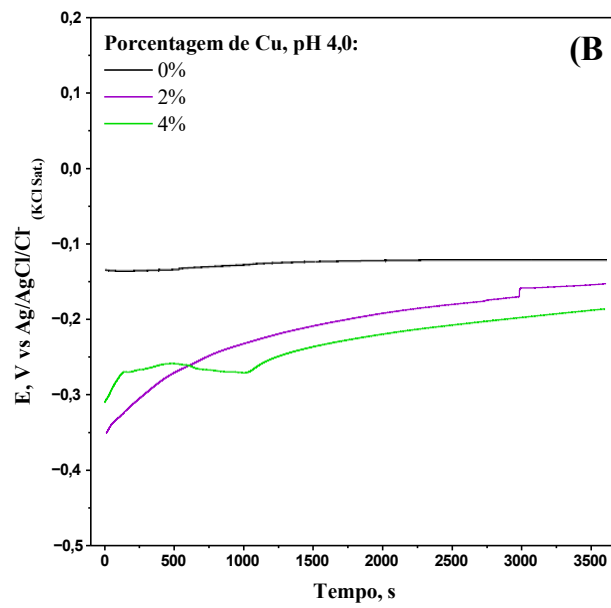 (B
Porcentagem de Cu, pH 4,0:
0%
2%
4%
E, V vs Ag/AgCl/Cl⁻ (KCl Sat.)
0,2
0,1
0,0
−0,1
−0,2
−0,3
−0,4
−0,5
0 500 1000 1500 2000 2500 3000 3500
Tempo, s